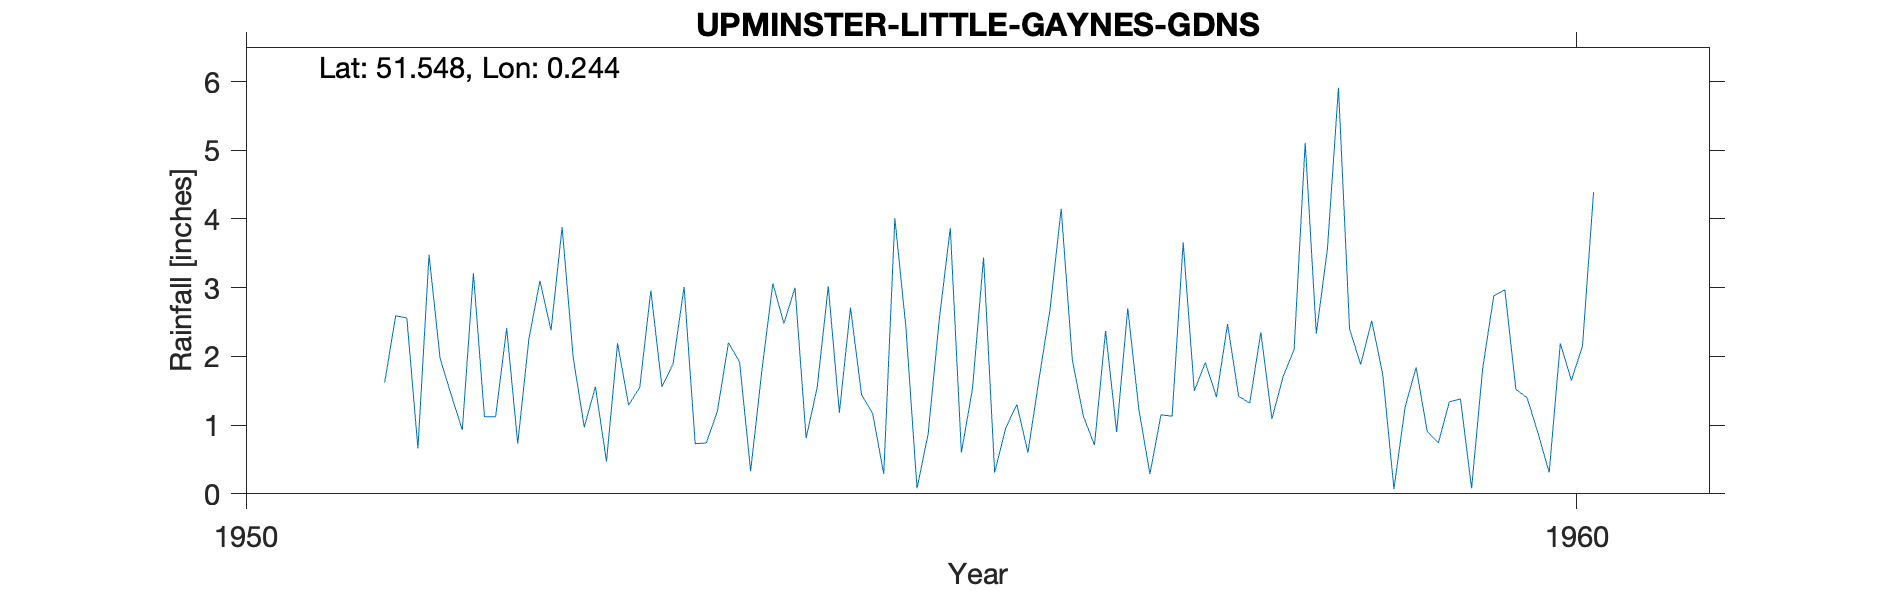 UPMINSTER-LITTLE-GAYNES-GDNS
Lat: 51.548, Lon: 0.244
6
5
4
3
2
1
0
Rainfall [inches]
1950
1960
Year